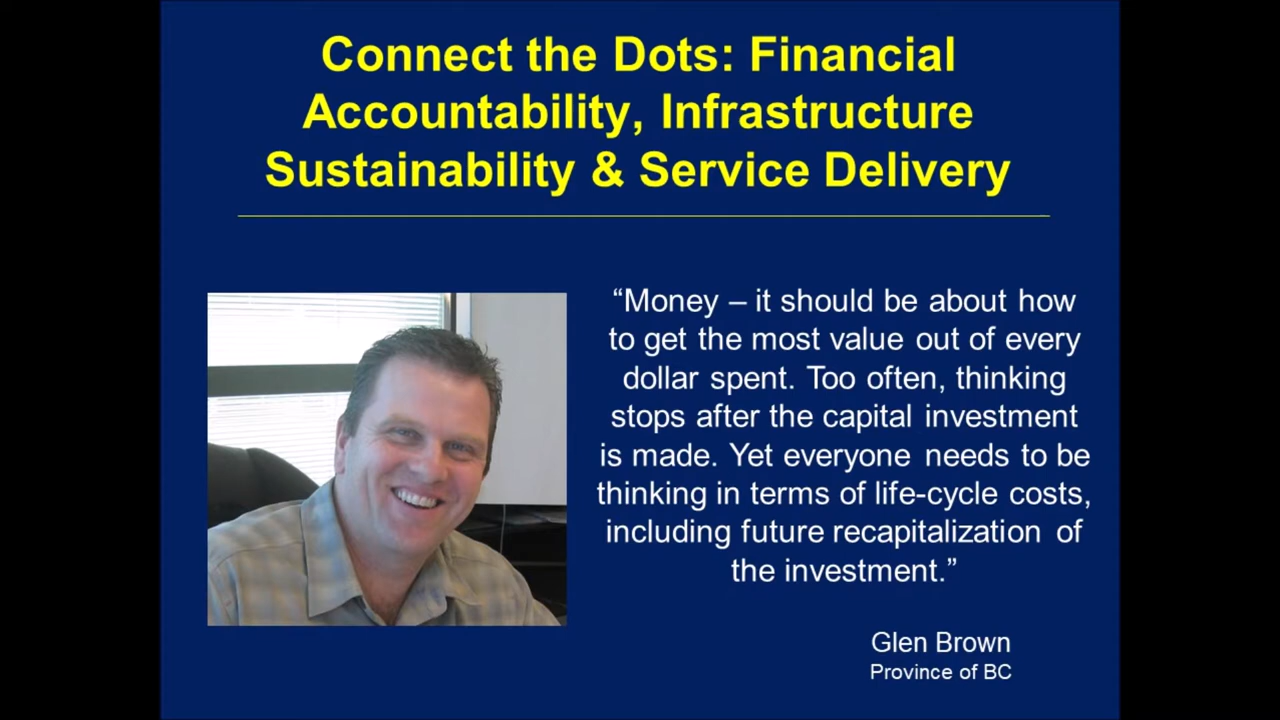 Connect the Dots: Financial
Accountability, Infrastructure
Sustainability & Service Delivery
“Money – it should be about how
to get the most value out of every
dollar spent. Too often, thinking
stops after the capital investment
is made. Yet everyone needs to be
thinking in terms of life-cycle costs,
including future recapitalization of
the investment.”
Glen Brown
Province of BC